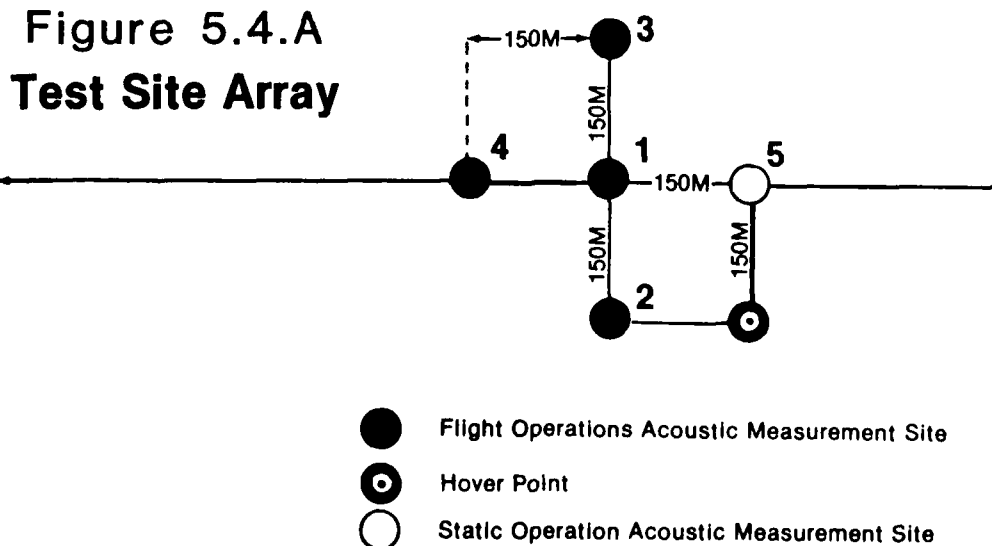 Figure 5.4.A
Test Site Array
150M
3
150M
4
1
150M
5
150M
150M
2
Flight Operations Acoustic Measurement Site
Hover Point
Static Operation Acoustic Measurement Site